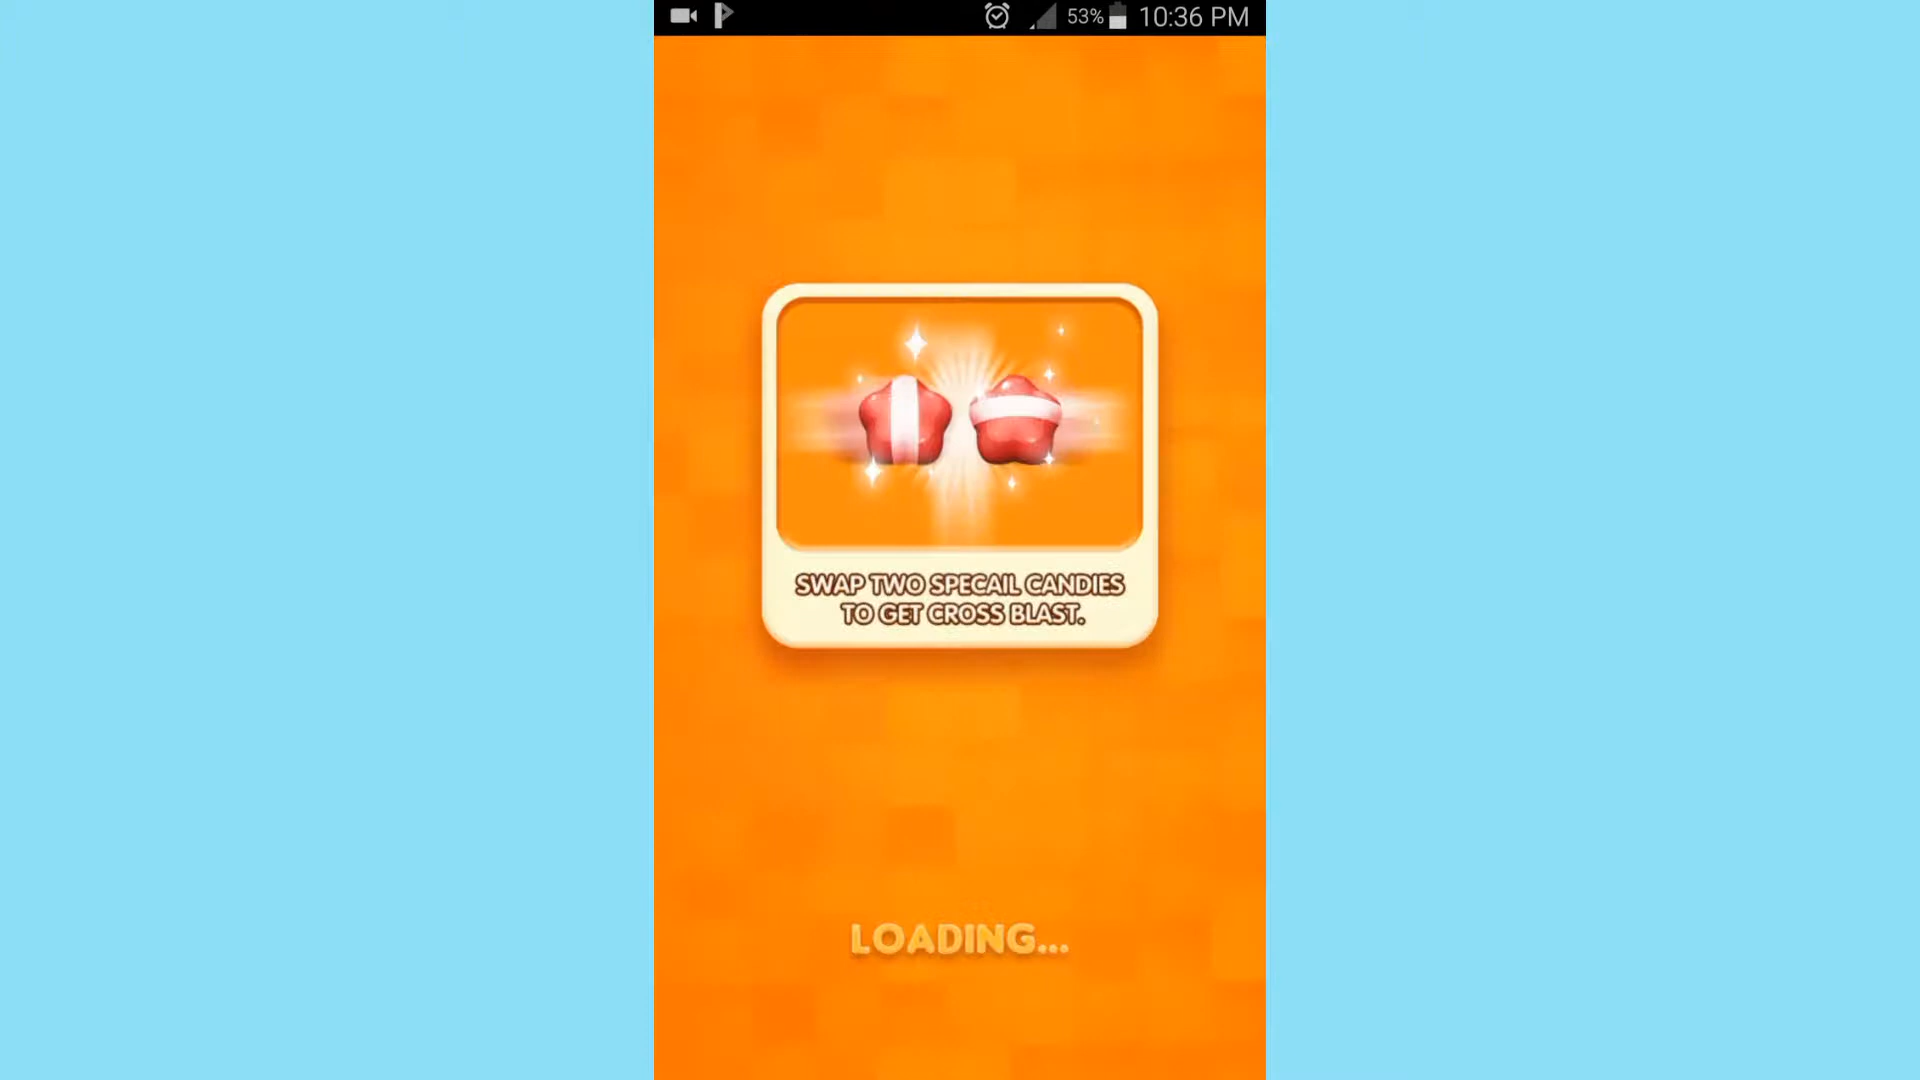 53% 10:36 PM
SWAP TWO SPECAIL CANDIES
TO GET CROSS BLAST.
LOADING...